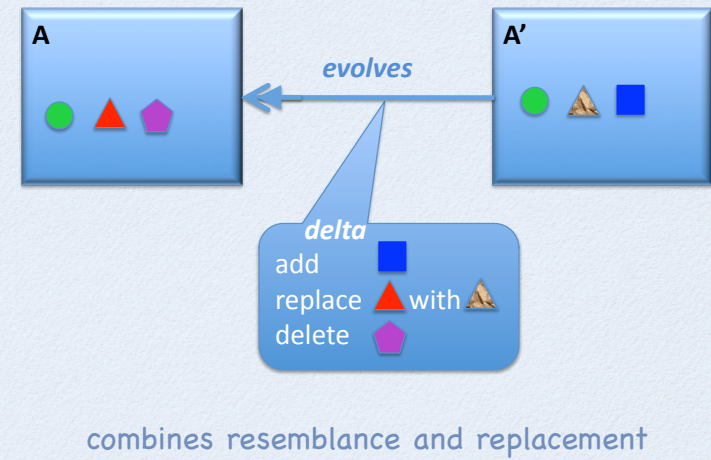 A
A’
evolves
delta
add
replace with
delete
combines resemblance and replacement